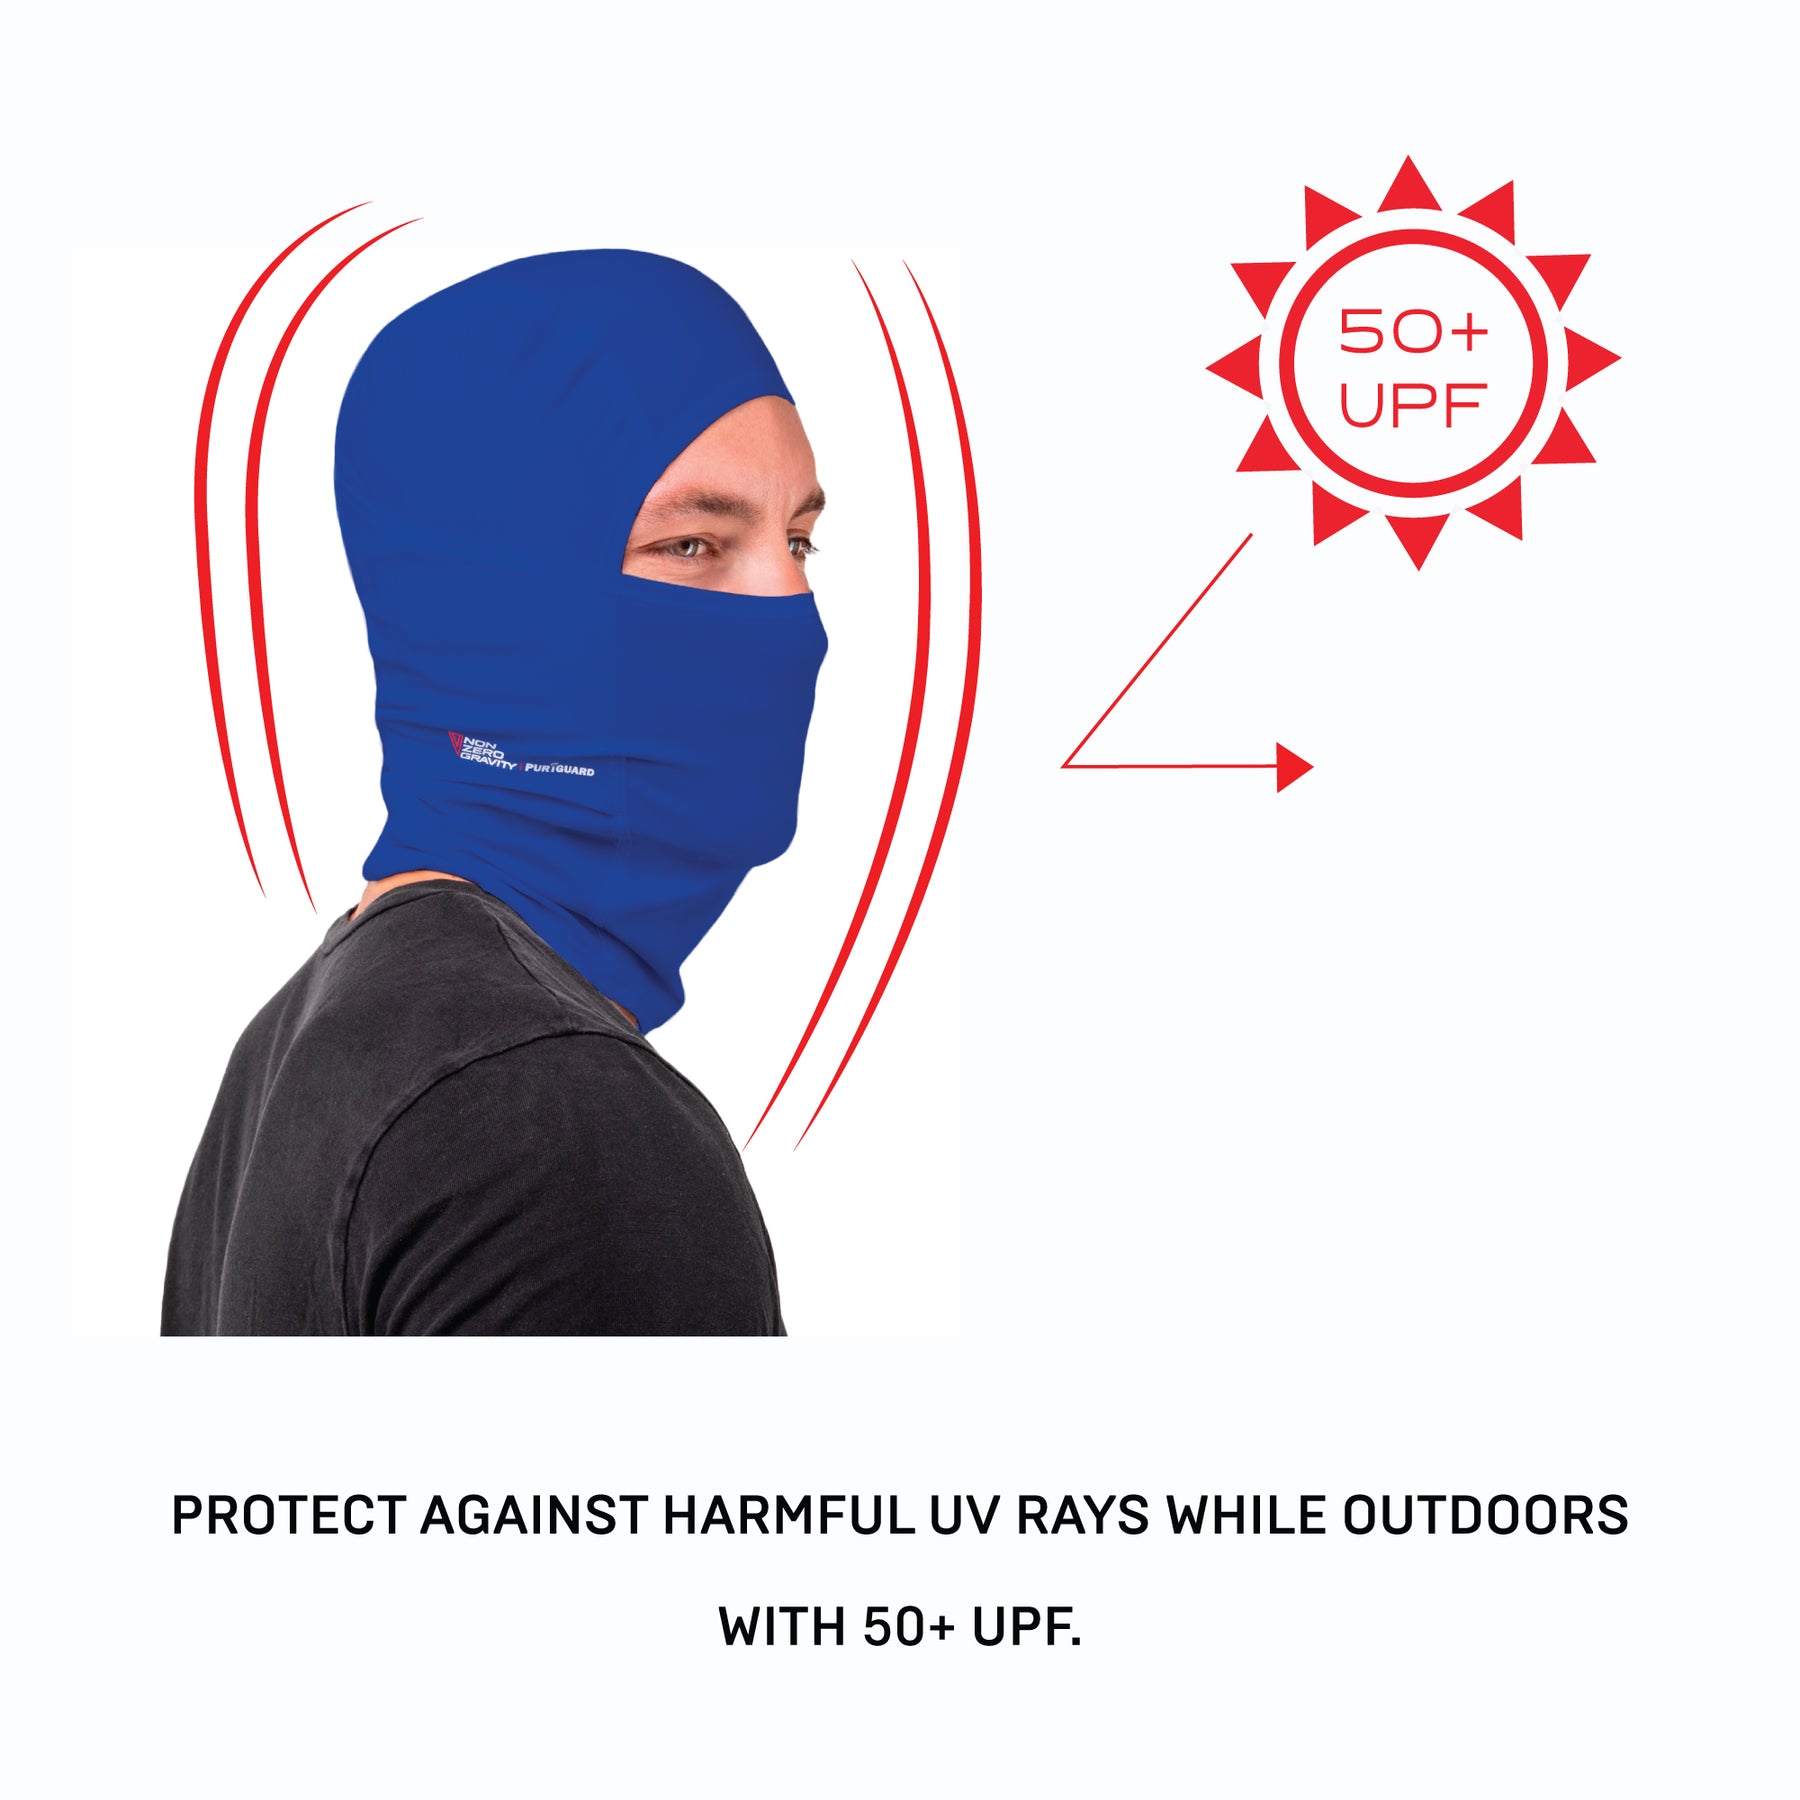 50+
UPF
NON
ZERO
GRAVITY | PURTGUARD
PROTECT AGAINST HARMFUL UV RAYS WHILE OUTDOORS
WITH 50+ UPF.